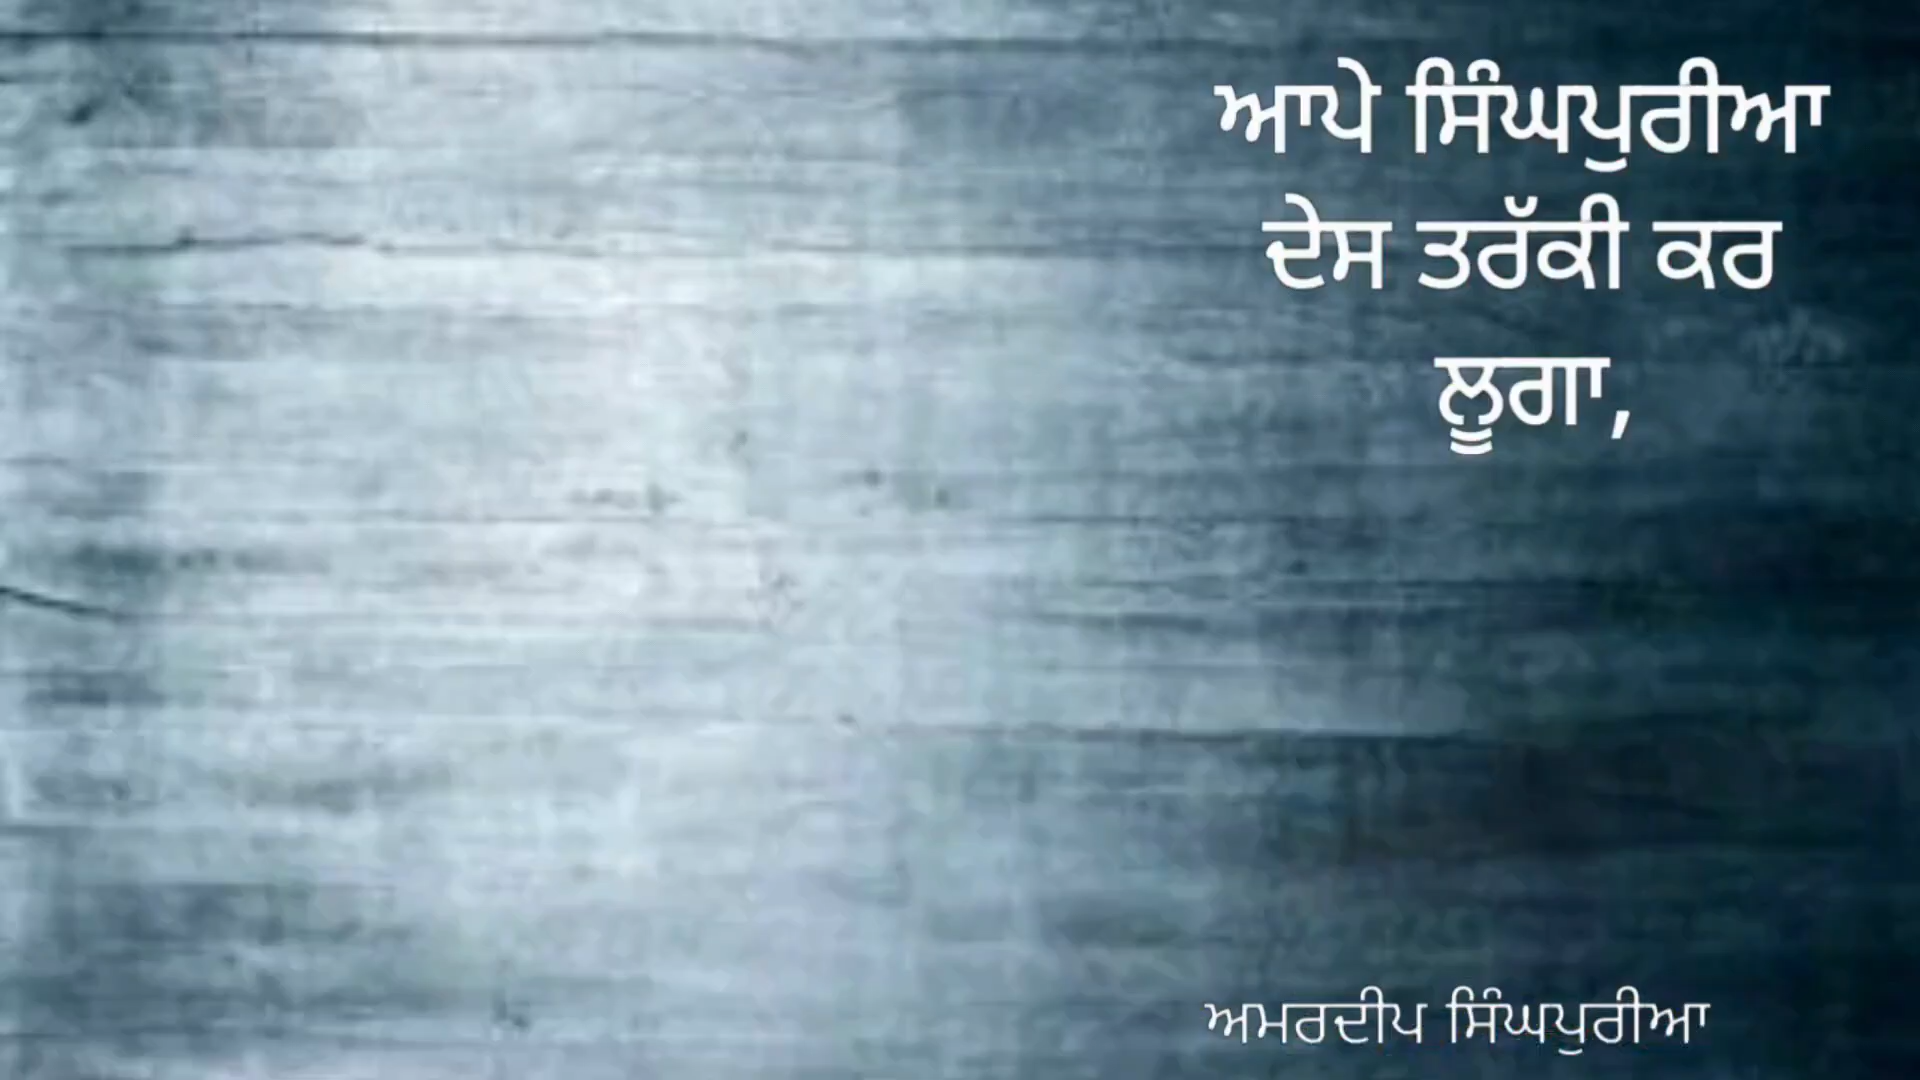 ਆਪੇ ਸਿੰਘਪੁਰੀਆ
ਦੇਸ ਤਰੱਕੀ ਕਰ
ਲੂਗਾ,
ਅਮਰਦੀਪ ਸਿੰਘਪੁਰੀਆ